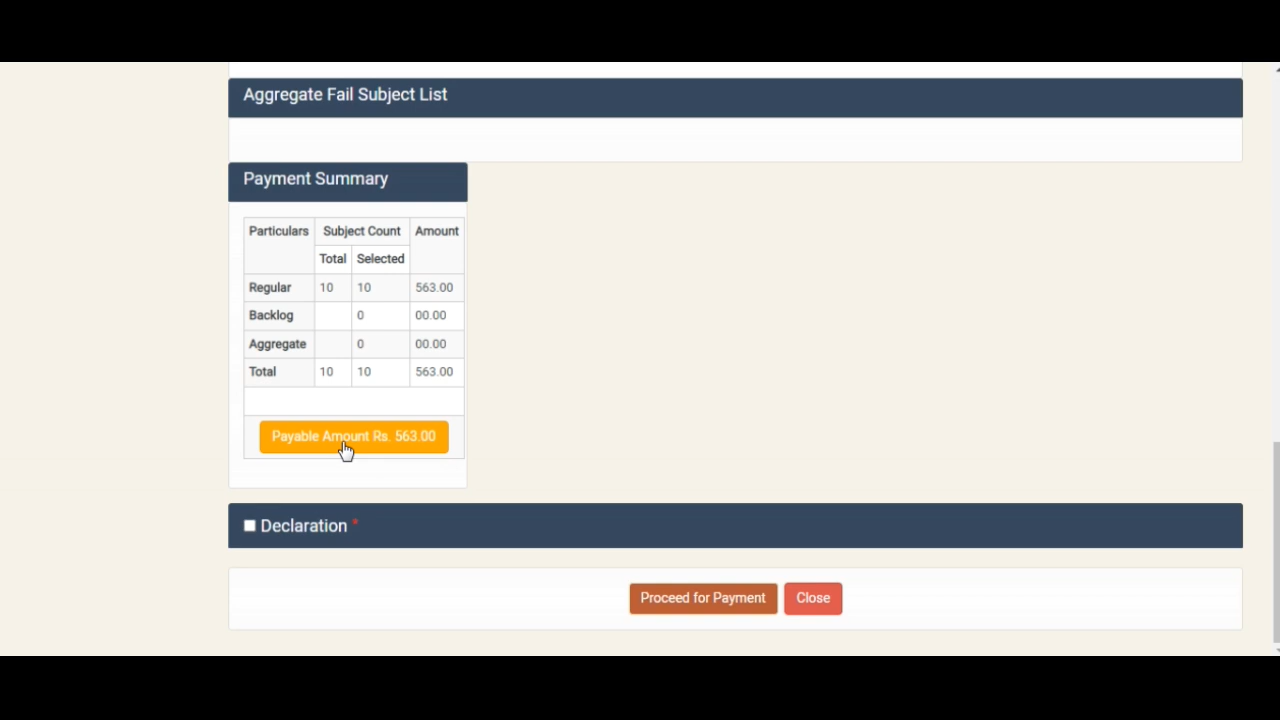 Aggregate Fail Subject List
Payment Summary
Particulars Subject Count Amount
Total Selected
Regular 10 10 563.00
Backlog 0 00.00
Aggregate 0 00.00
Total 10 10 563.00
Payable Amount Rs. 563.00
Declaration *
Proceed for Payment Close